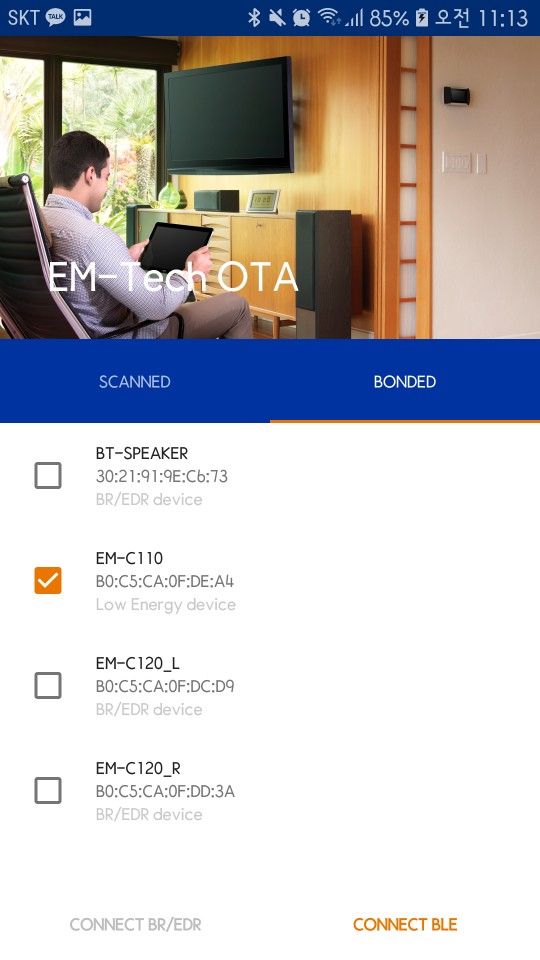 SKT TALK 85% 오전 11:13
EM-Tech OTA
SCANNED BONDED
BT-SPEAKER
30:21:91:9E:C6:73
BR/EDR device
EM-C110
B0:C5:CA:0F:DE:A4
Low Energy device
EM-C120_L
B0:C5:CA:0F:DC:D9
BR/EDR device
EM-C120_R
B0:C5:CA:0F:DD:3A
BR/EDR device
CONNECT BR/EDR CONNECT BLE